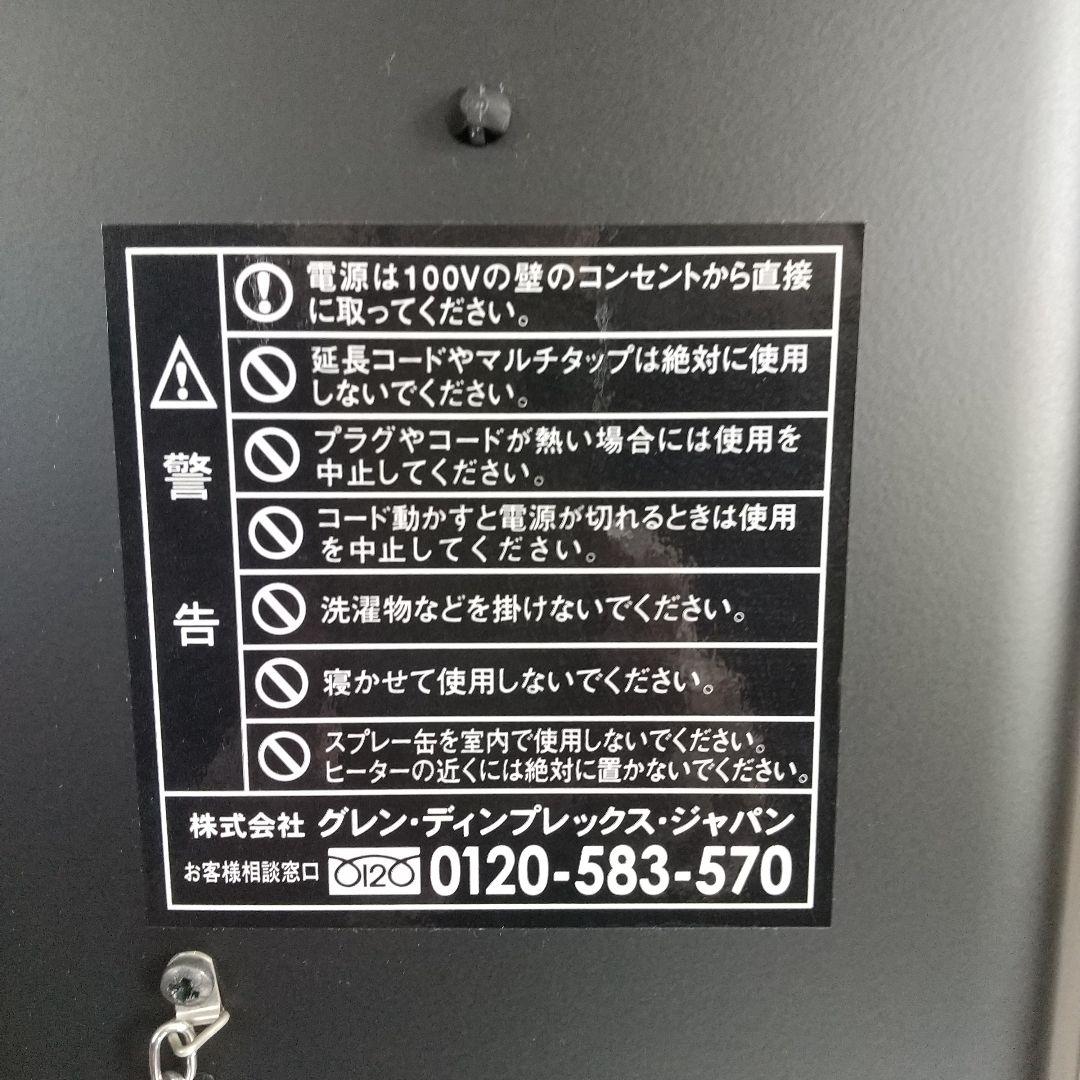 警告
電源は100Vの壁のコンセントから直接
に取ってください。
延長コードやマルチタップは絶対に使用
しないでください。
プラグやコードが熱い場合には使用を
中止してください。
コード動かすと電源が切れるときは使用
を中止してください。
洗濯物などを掛けないでください。
寝かせて使用しないでください。
スプレー缶を室内で使用しないでください。
ヒーターの近くには絶対に置かないでください。
株式会社 グレン・ディンプレックス・ジャパン
お客様相談窓口 0120 0120-583-570